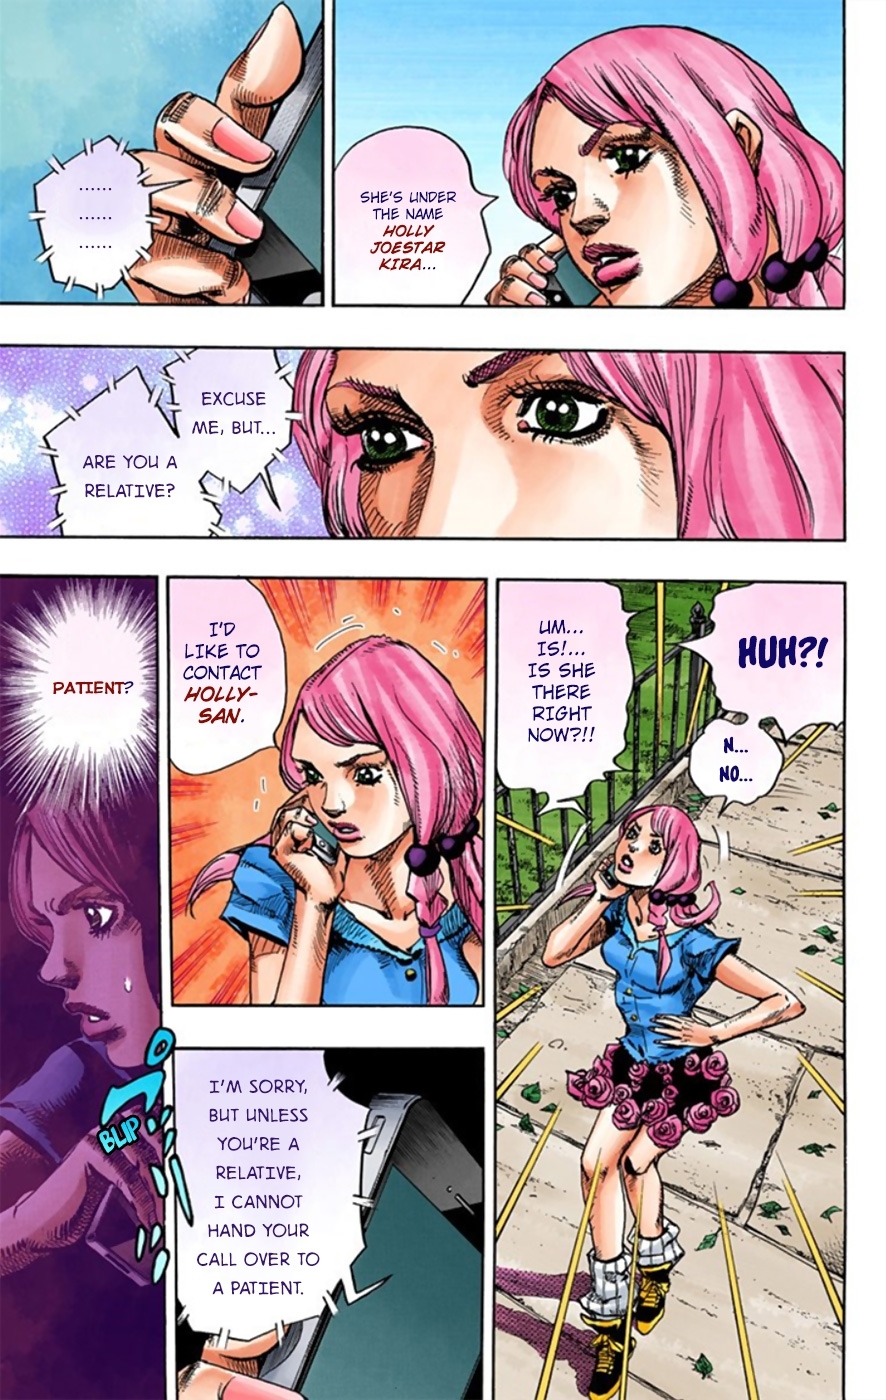 SHE'S UNDER
THE NAME
HOLLY
JOESTAR
KIRA...
......
......
......
EXCUSE
ME, BUT...
ARE YOU A
RELATIVE?
HUH?!
N...
NO...
UM...
IS!...
IS SHE
THERE
RIGHT
NOW?!!
I'D
LIKE TO
CONTACT
HOLLY-
SAN.
I'M SORRY,
BUT UNLESS
YOU'RE A
RELATIVE,
I CANNOT
HAND YOUR
CALL OVER TO
A PATIENT.
PATIENT?
BLIP